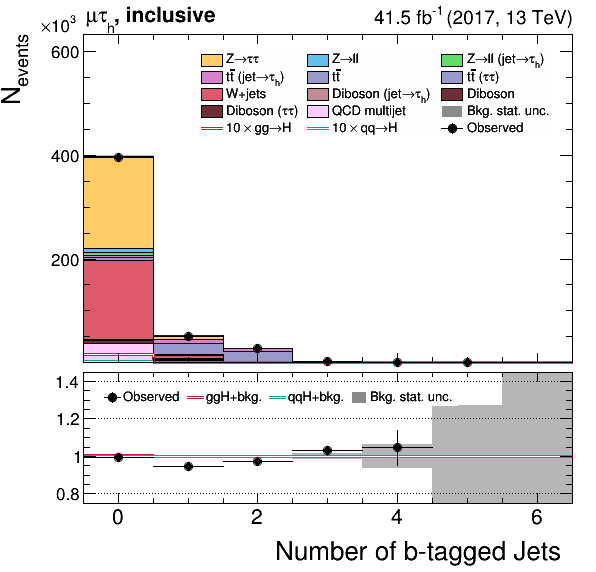 ×10³ μτₕ, inclusive 41.5 fb⁻¹ (2017, 13 TeV)
N_events
600
400
200
Z→ττ Z→ll Z→ll (jet→τₕ)
tt̄ (jet→τₕ) tt̄ tt̄ (ττ)
W+jets Diboson (jet→τₕ) Diboson
Diboson (ττ) QCD multijet Bkg. stat. unc.
10×gg→H 10×qq→H Observed
1.4
1.2
1
0.8
Observed ggH+bkg. qqH+bkg. Bkg. stat. unc.
0 2 4 6
Number of b-tagged Jets